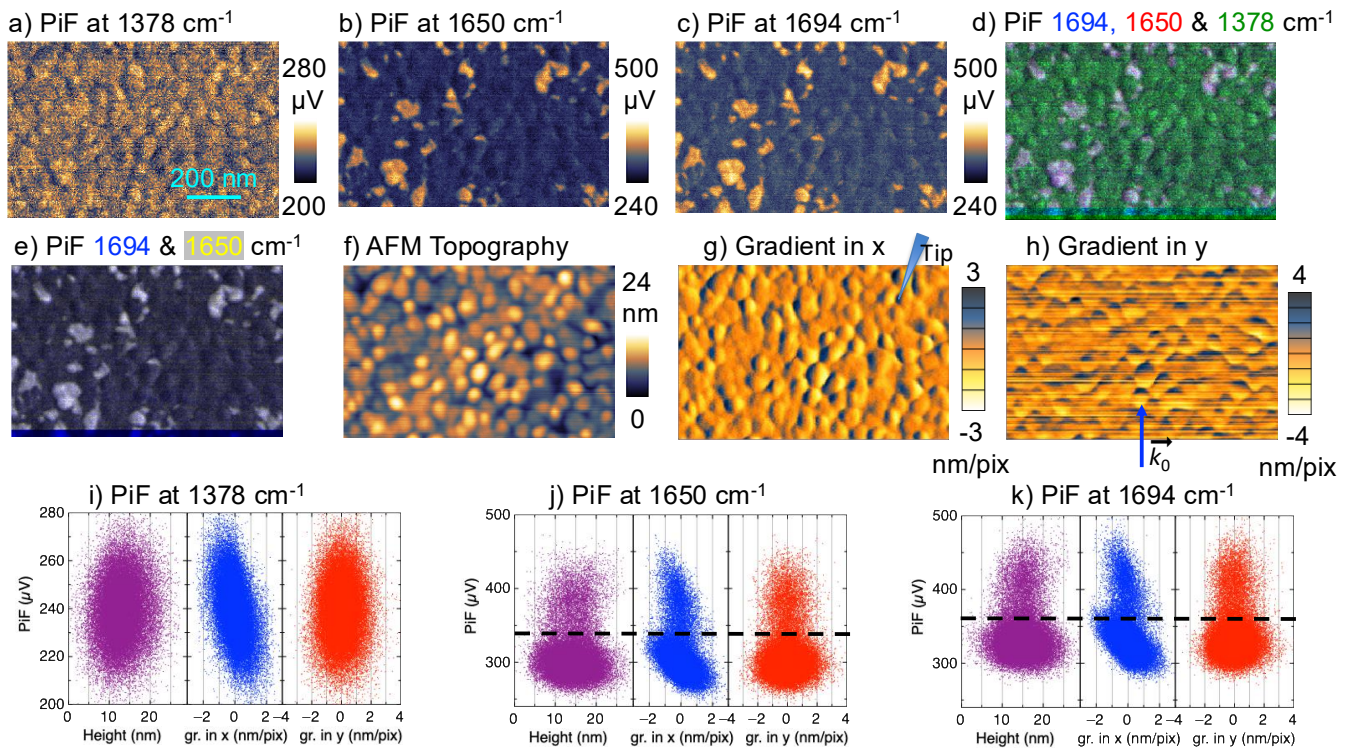 a) PiF at 1378 cm-1
b) PiF at 1650 cm-1
c) PiF at 1694 cm-1
d) PiF 1694, 1650 & 1378 cm-1
280
µV
200
200 nm
500
µV
240
500
µV
240
e) PiF 1694 & 1650 cm-1
f) AFM Topography
g) Gradient in x
h) Gradient in y
24
nm
0
Tip
3
-3
nm/pix
k0
4
-4
nm/pix
i) PiF at 1378 cm-1
j) PiF at 1650 cm-1
k) PiF at 1694 cm-1
PiF (µV)
280
260
240
220
200
0 10 20
−2 0 2
−4 −2 0 2 4
Height (nm)
gr. in x (nm/pix)
gr. in y (nm/pix)
PiF (µV)
500
400
300
0 10 20
−2 0 2
−4 −2 0 2 4
Height (nm)
gr. in x (nm/pix)
gr. in y (nm/pix)
PiF (µV)
500
400
300
0 10 20
−2 0 2
−4 −2 0 2 4
Height (nm)
gr. in x (nm/pix)
gr. in y (nm/pix)